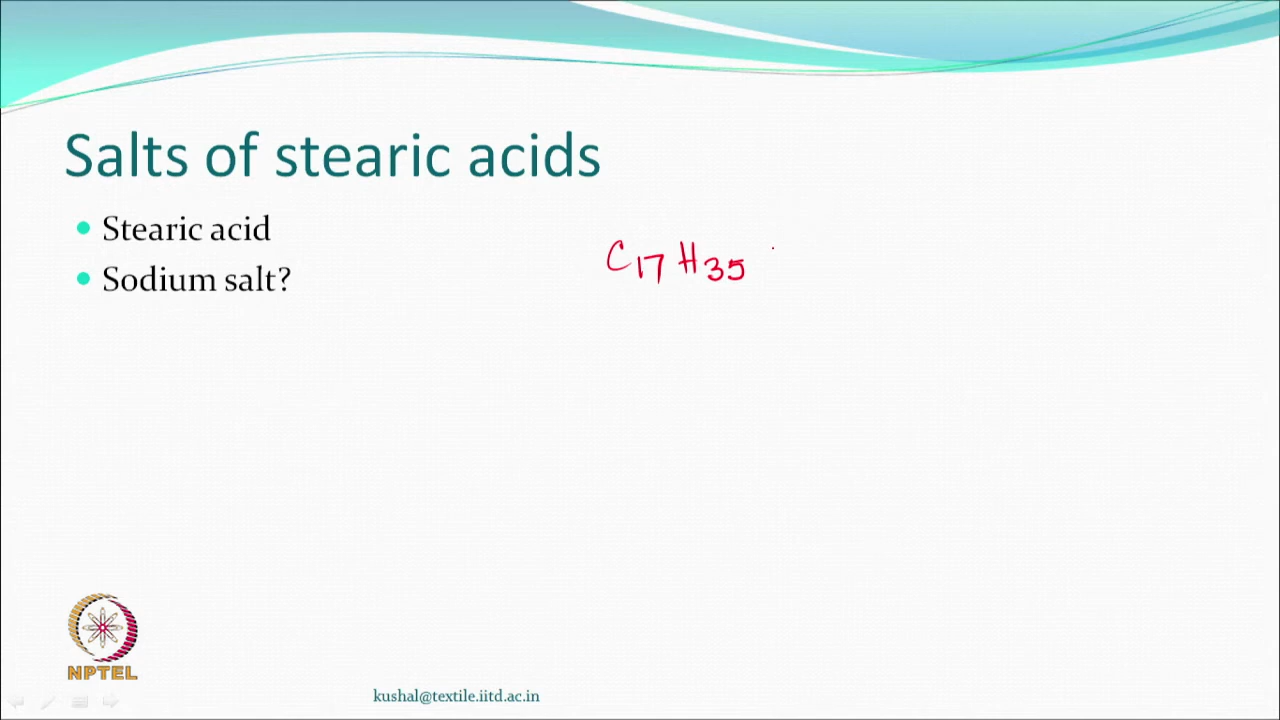 Salts of stearic acids
Stearic acid
Sodium salt?
C17H35
NPTEL
kushal@textile.iitd.ac.in